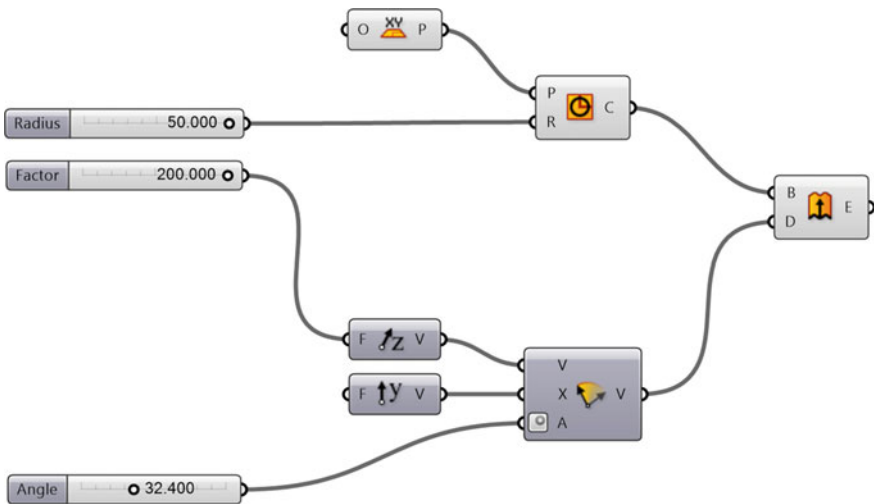 O XY P
P
R C
Radius 50.000
Factor 200.000
B
D E
F z V
F y V
V
X V
A
Angle 32.400